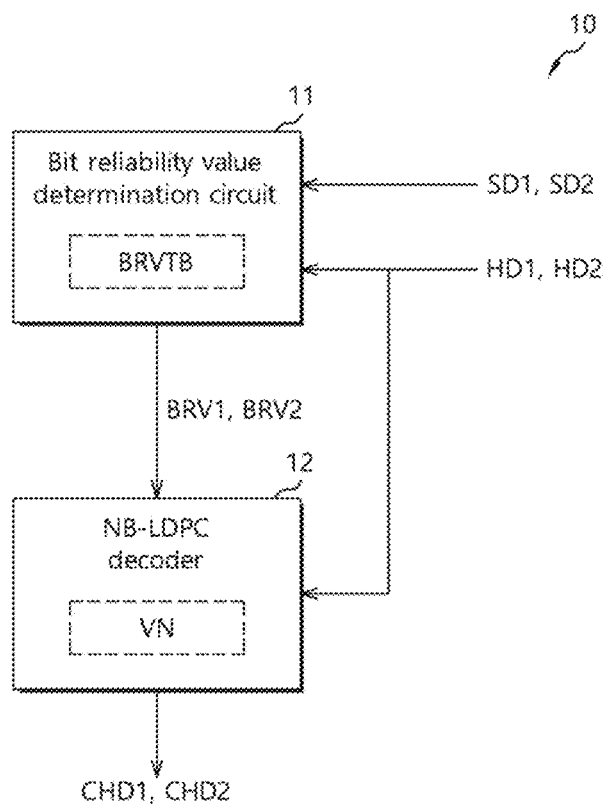 10
11
Bit reliability value
determination circuit
BRVTB
SD1, SD2
HD1, HD2
BRV1, BRV2
12
NB-LDPC
decoder
VN
CHD1, CHD2